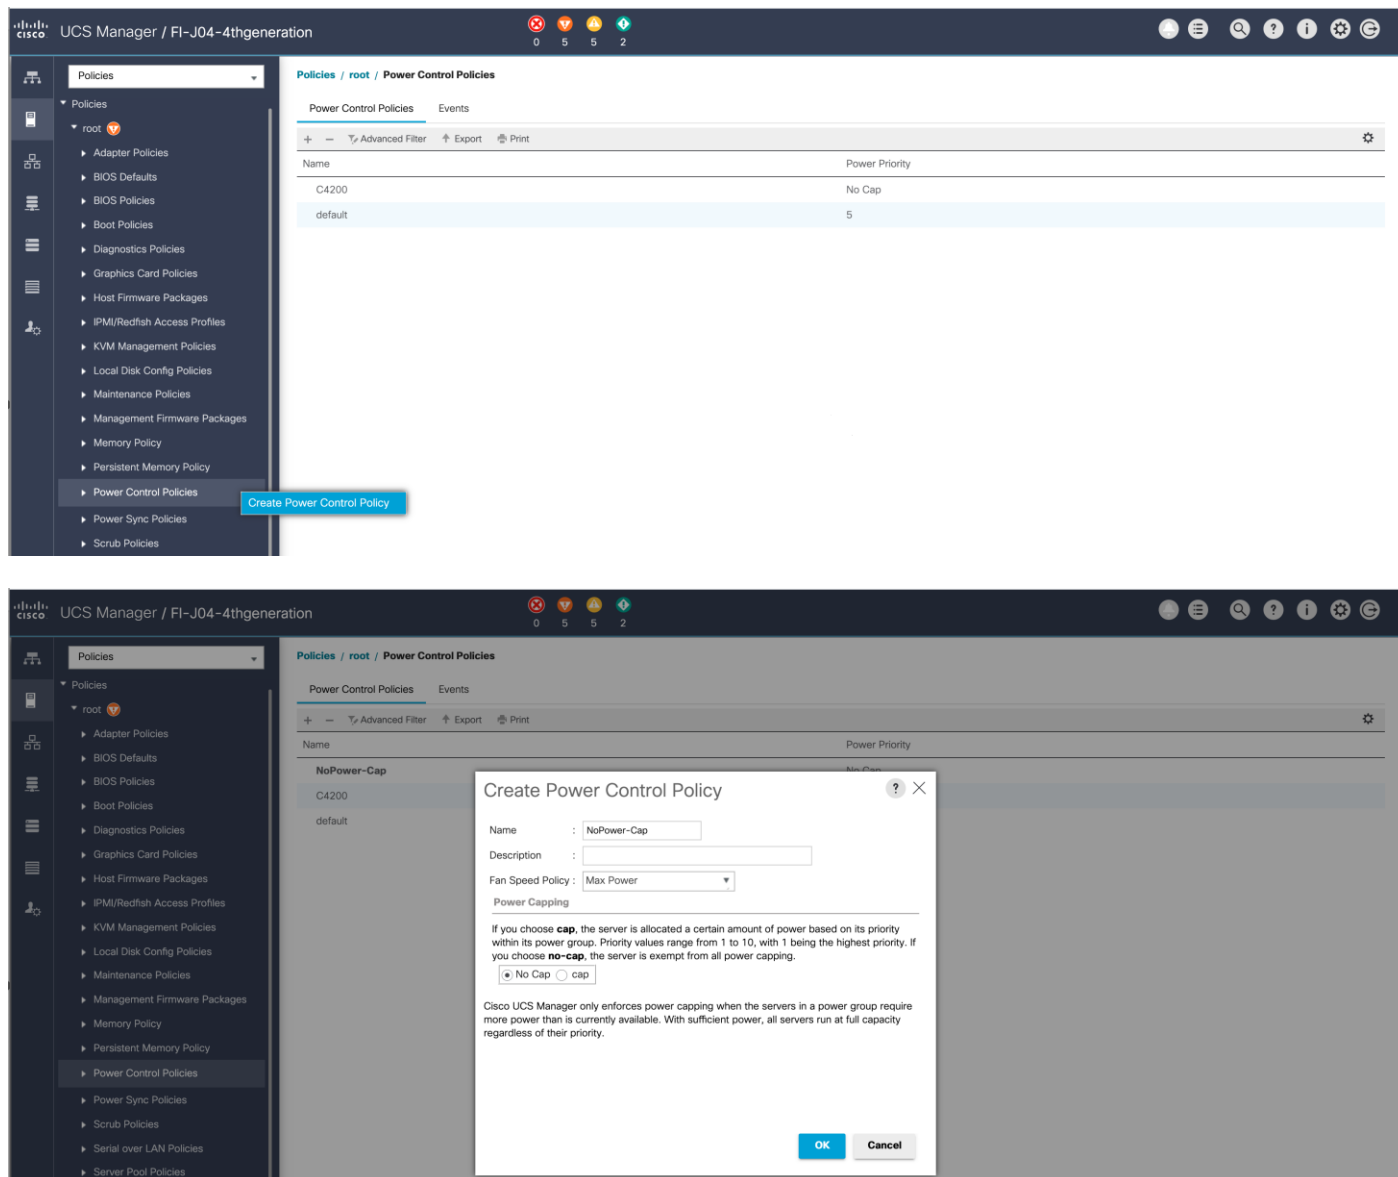 cisco UCS Manager / FI-J04-4thgeneration
0 5 5 2
Policies
Policies / root / Power Control Policies
Policies
root
Adapter Policies
BIOS Defaults
BIOS Policies
Boot Policies
Diagnostics Policies
Graphics Card Policies
Host Firmware Packages
IPMI/Redfish Access Profiles
KVM Management Policies
Local Disk Config Policies
Maintenance Policies
Management Firmware Packages
Memory Policy
Persistent Memory Policy
Power Control Policies
Create Power Control Policy
Power Sync Policies
Scrub Policies
Power Control Policies Events
+ − Advanced Filter Export Print
Name Power Priority
C4200 No Cap
default 5
cisco UCS Manager / FI-J04-4thgeneration
0 5 5 2
Policies
Policies / root / Power Control Policies
Policies
root
Adapter Policies
BIOS Defaults
BIOS Policies
Boot Policies
Diagnostics Policies
Graphics Card Policies
Host Firmware Packages
IPMI/Redfish Access Profiles
KVM Management Policies
Local Disk Config Policies
Maintenance Policies
Management Firmware Packages
Memory Policy
Persistent Memory Policy
Power Control Policies
Power Sync Policies
Scrub Policies
Serial over LAN Policies
Server Pool Policies
Power Control Policies Events
+ − Advanced Filter Export Print
Name Power Priority
NoPower-Cap No Cap
C4200
default
Create Power Control Policy ?
Name : NoPower-Cap
Description :
Fan Speed Policy : Max Power
Power Capping
If you choose cap, the server is allocated a certain amount of power based on its priority
within its power group. Priority values range from 1 to 10, with 1 being the highest priority. If
you choose no-cap, the server is exempt from all power capping.
No Cap cap
Cisco UCS Manager only enforces power capping when the servers in a power group require
more power than is currently available. With sufficient power, all servers run at full capacity
regardless of their priority.
OK Cancel